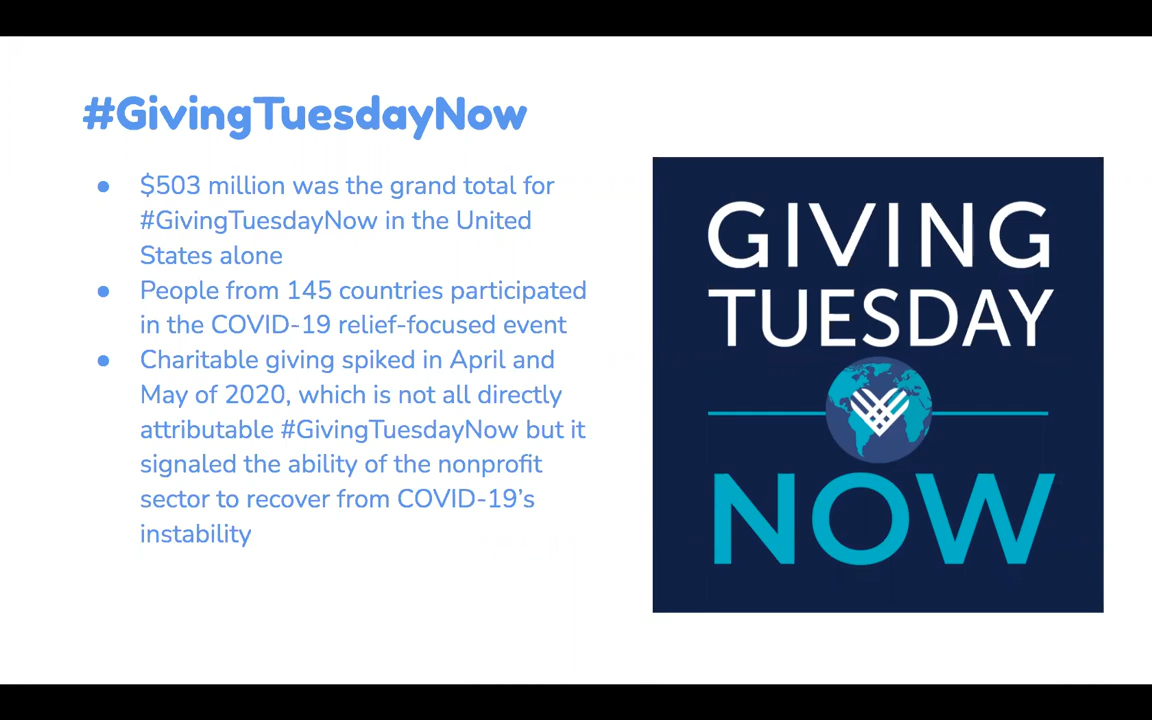 #GivingTuesdayNow
● $503 million was the grand total for
#GivingTuesdayNow in the United
States alone
● People from 145 countries participated
in the COVID-19 relief-focused event
● Charitable giving spiked in April and
May of 2020, which is not all directly
attributable #GivingTuesdayNow but it
signaled the ability of the nonprofit
sector to recover from COVID-19’s
instability
GIVING
TUESDAY
NOW